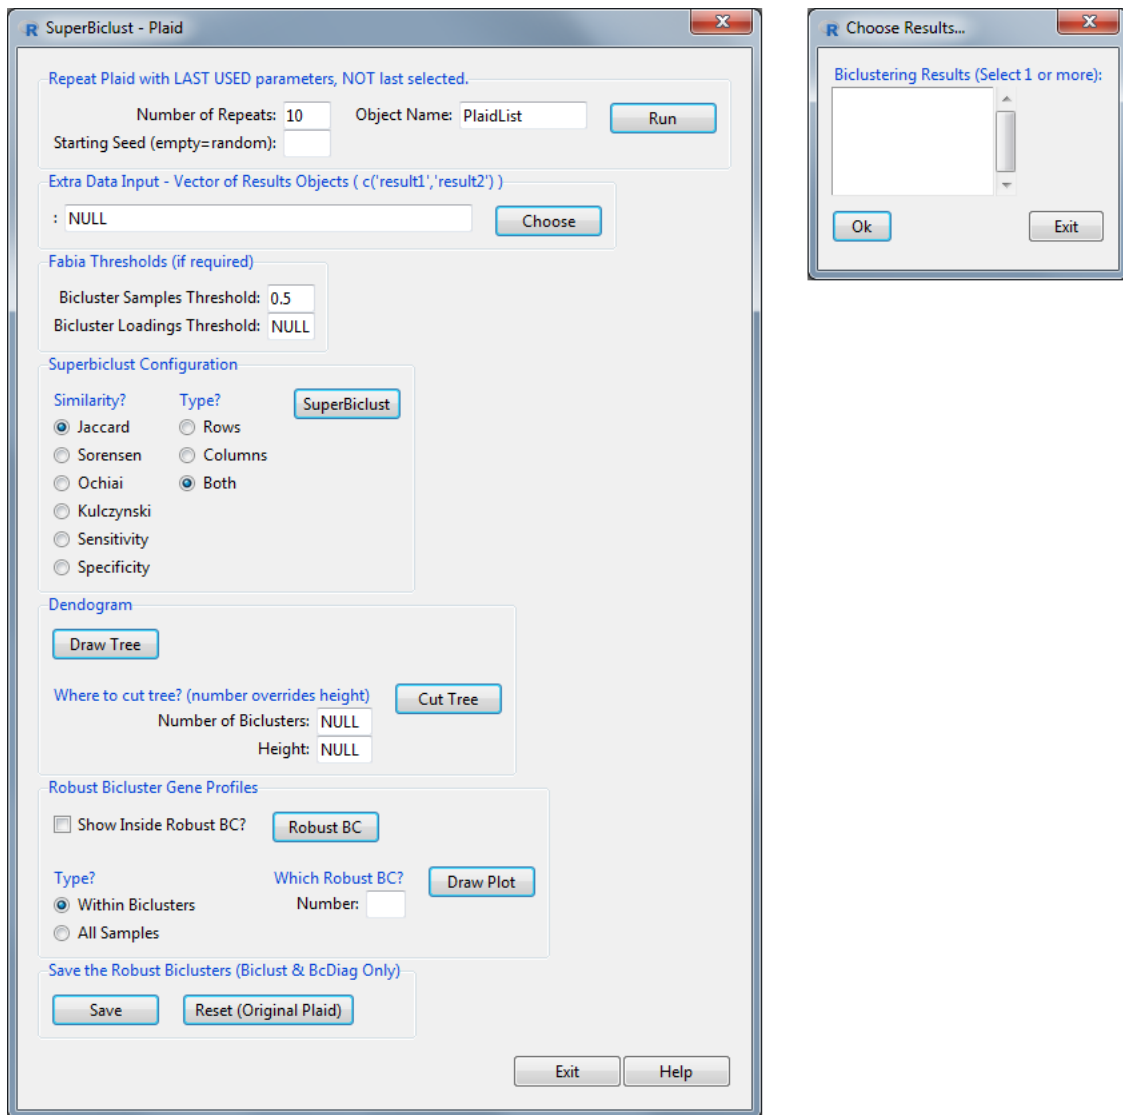 SuperBiclust - Plaid
Repeat Plaid with LAST USED parameters, NOT last selected.
Number of Repeats: 10 Object Name: PlaidList Run
Starting Seed (empty=random):
Extra Data Input - Vector of Results Objects ( c('result1','result2') )
: NULL Choose
Fabia Thresholds (if required)
Bicluster Samples Threshold: 0.5
Bicluster Loadings Threshold: NULL
Superbiclust Configuration
Similarity? Type? SuperBiclust
Jaccard Rows
Sorensen Columns
Ochiai Both
Kulczynski
Sensitivity
Specificity
Dendogram
Draw Tree
Where to cut tree? (number overrides height) Cut Tree
Number of Biclusters: NULL
Height: NULL
Robust Bicluster Gene Profiles
Show Inside Robust BC? Robust BC
Type? Which Robust BC? Draw Plot
Within Biclusters Number:
All Samples
Save the Robust Biclusters (Biclust & BcDiag Only)
Save Reset (Original Plaid)
Exit Help
Choose Results...
Biclustering Results (Select 1 or more):
Ok Exit